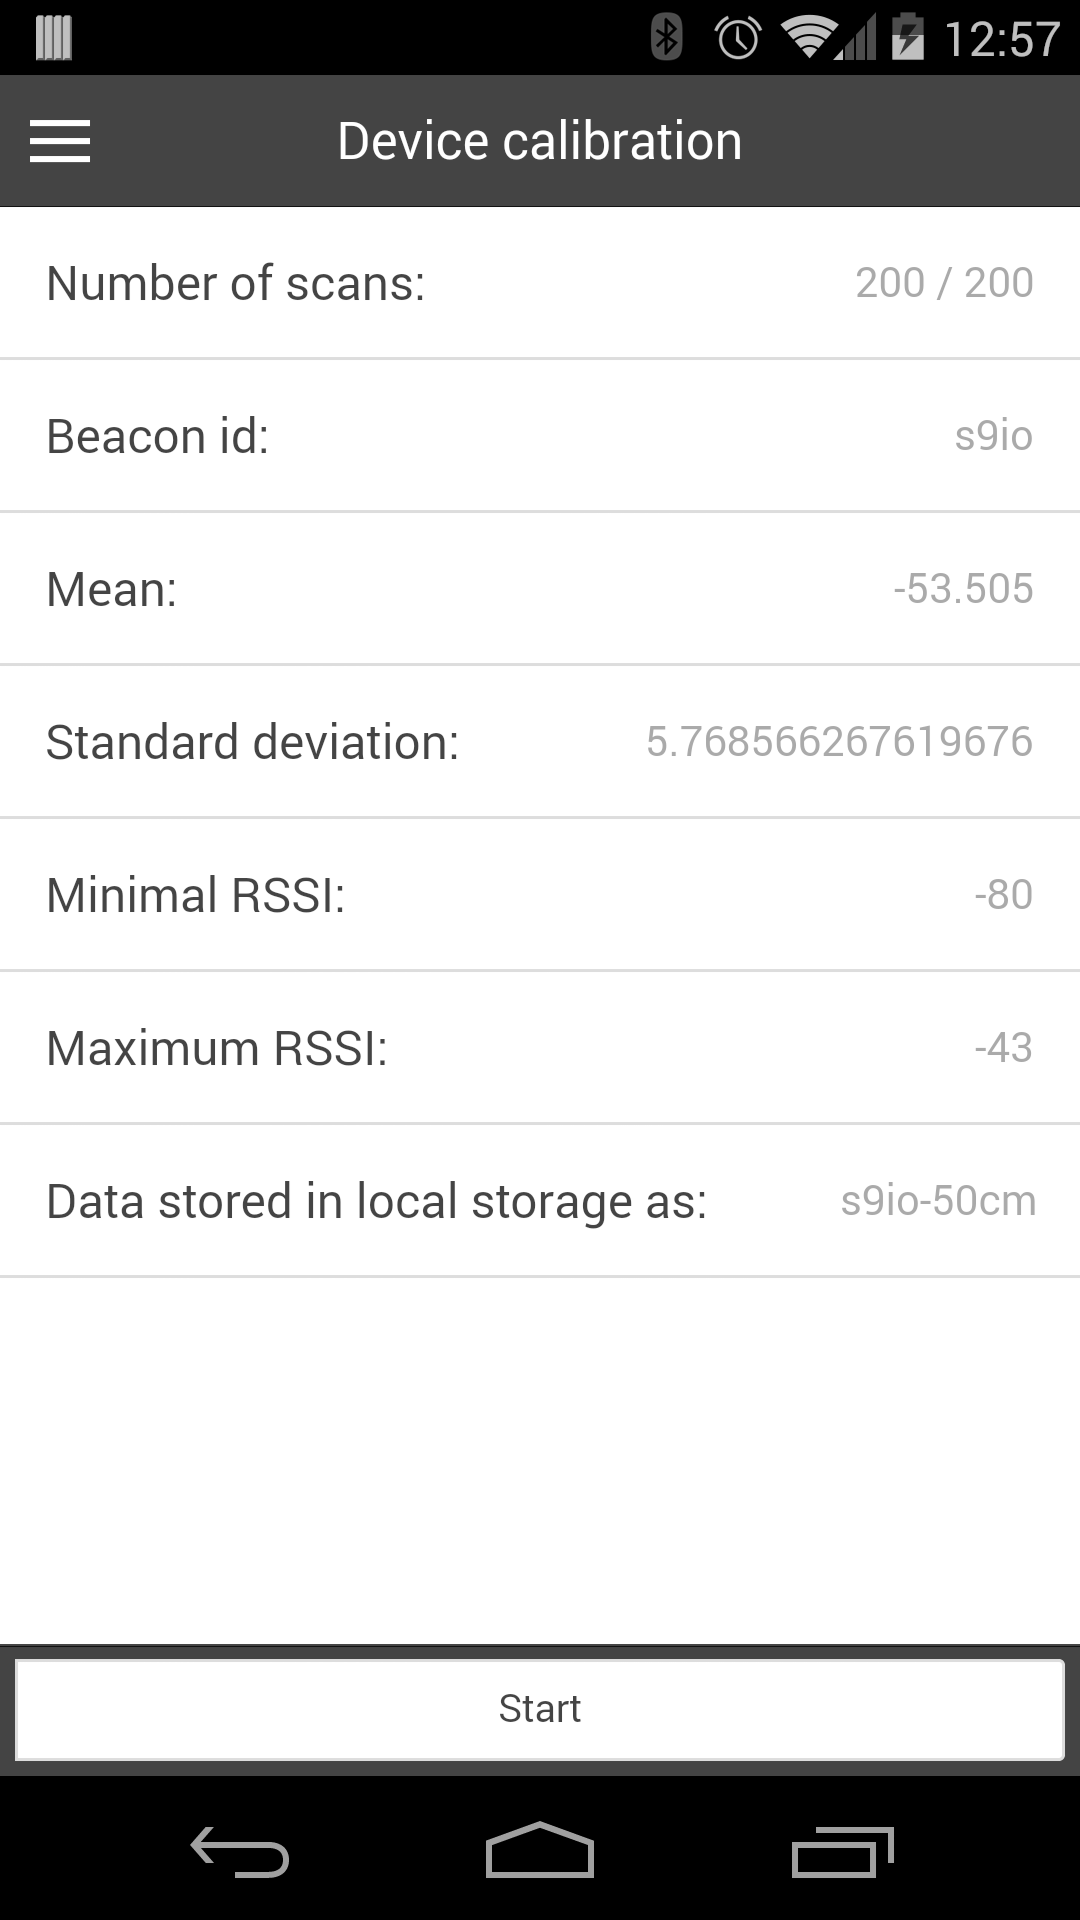 12:57
Device calibration
Number of scans: 200 / 200
Beacon id: s9io
Mean: -53.505
Standard deviation: 5.768566267619676
Minimal RSSI: -80
Maximum RSSI: -43
Data stored in local storage as: s9io-50cm
Start